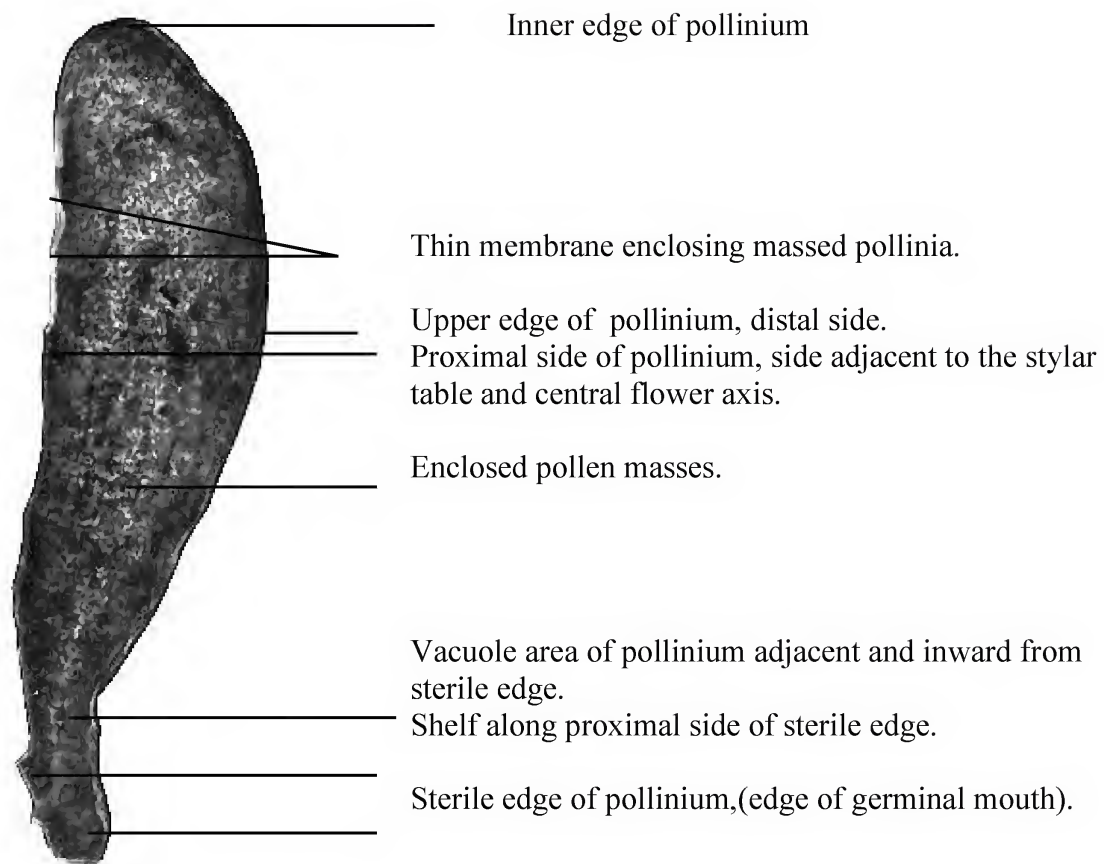 Inner edge of pollinium
Thin membrane enclosing massed pollinia.
Upper edge of  pollinium, distal side.
Proximal side of pollinium, side adjacent to the stylar
table and central flower axis.
Enclosed pollen masses.
Vacuole area of pollinium adjacent and inward from
sterile edge.
Shelf along proximal side of sterile edge.
Sterile edge of pollinium,(edge of germinal mouth).